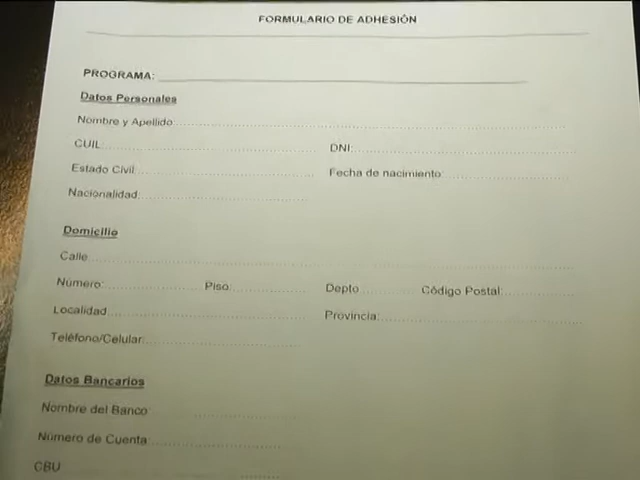 FORMULARIO DE ADHESIÓN
PROGRAMA:
Datos Personales
Nombre y Apellido
CUIL: DNI:
Estado Civil: Fecha de nacimiento:
Nacionalidad:
Domicilio
Calle
Número: Piso: Depto Código Postal:
Localidad Provincia:
Teléfono/Celular:
Datos Bancarios
Nombre del Banco
Número de Cuenta
CBU